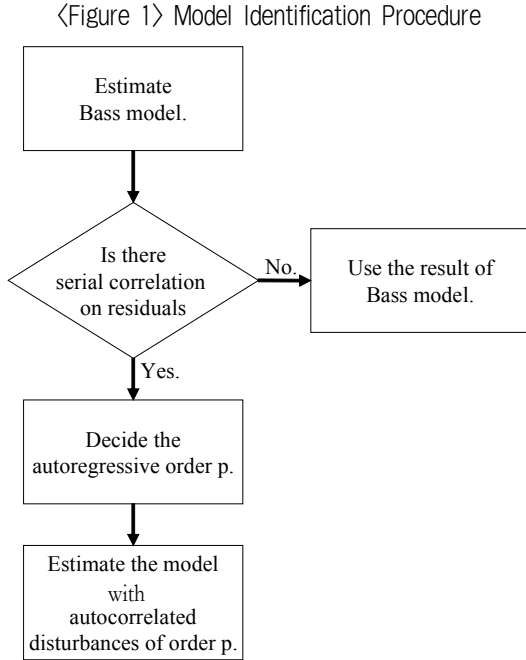 〈Figure 1〉 Model Identification Procedure
Estimate
Bass model.
Is there
serial correlation
on residuals
No.
Use the result of
Bass model.
Yes.
Decide the
autoregressive order p.
Estimate the model
with
autocorrelated
disturbances of order p.